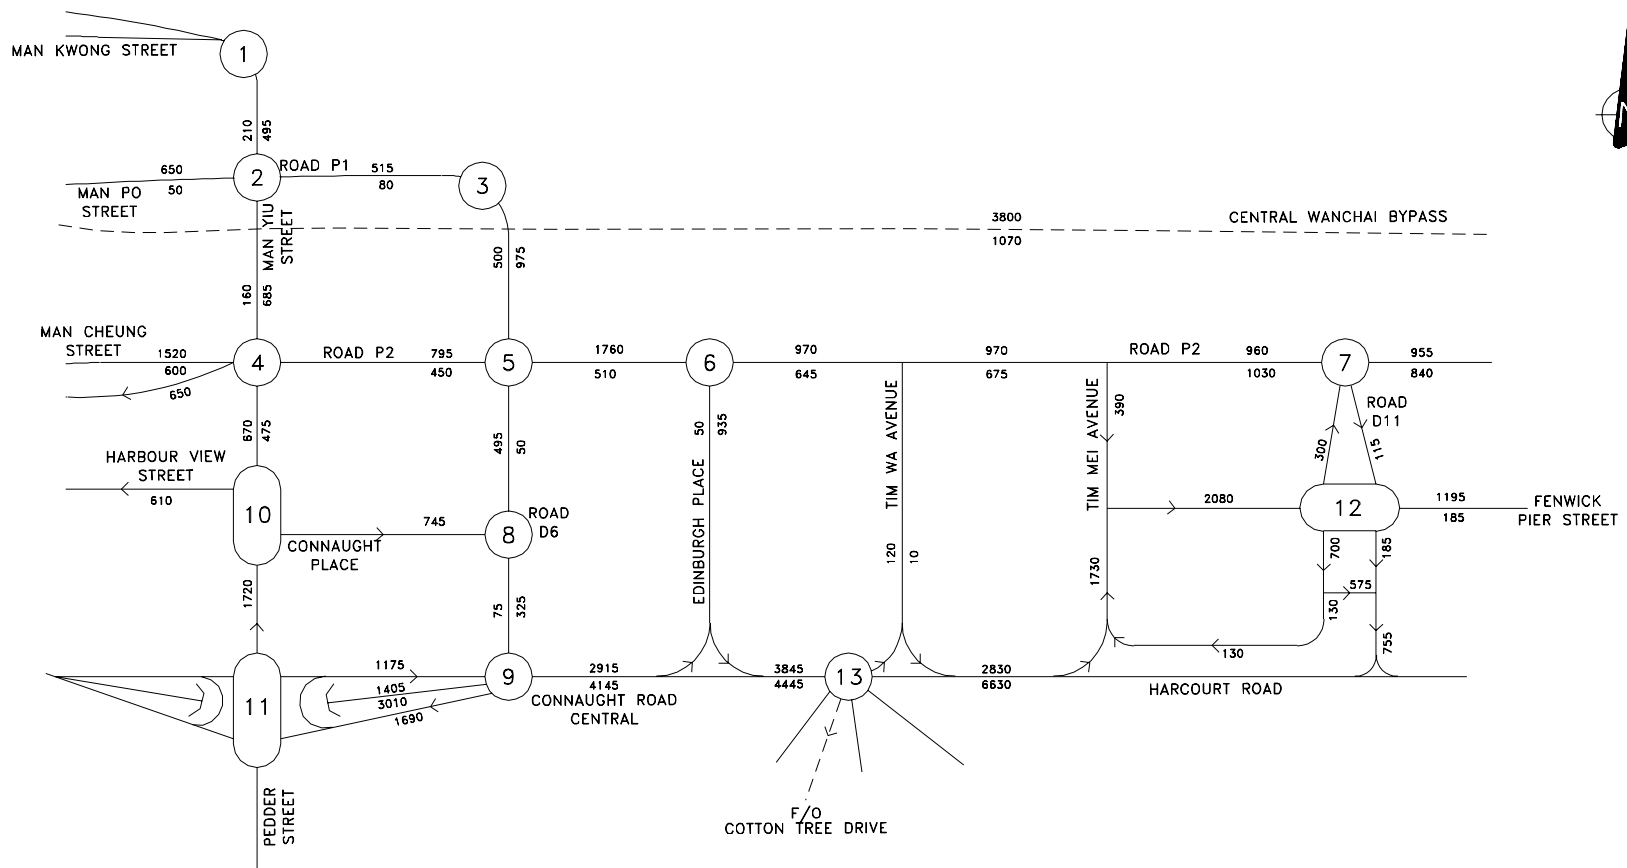 MAN KWONG STREET
1
210
495
650
50
MAN PO
STREET
2
ROAD P1
515
80
3
MAN YIU
STREET
3800
1070
CENTRAL WANCHAI BYPASS
500
975
160
685
MAN CHEUNG
STREET
1520
600
650
4
ROAD P2
795
450
5
1760
510
6
970
645
970
675
ROAD P2
960
1030
7
955
840
ROAD
D11
300
115
670
475
495
50
50
935
EDINBURGH PLACE
TIM WA AVENUE
120
10
TIM MEI AVENUE
390
HARBOUR VIEW
STREET
610
10
745
CONNAUGHT
PLACE
8
ROAD
D6
2080
12
1195
185
FENWICK
PIER STREET
700
185
575
130
755
130
1730
1720
75
325
1175
1405
3010
1690
11
9
2915
4145
CONNAUGHT ROAD
CENTRAL
3845
4445
13
2830
6630
HARCOURT ROAD
PEDDER
STREET
F/O
COTTON TREE DRIVE
N